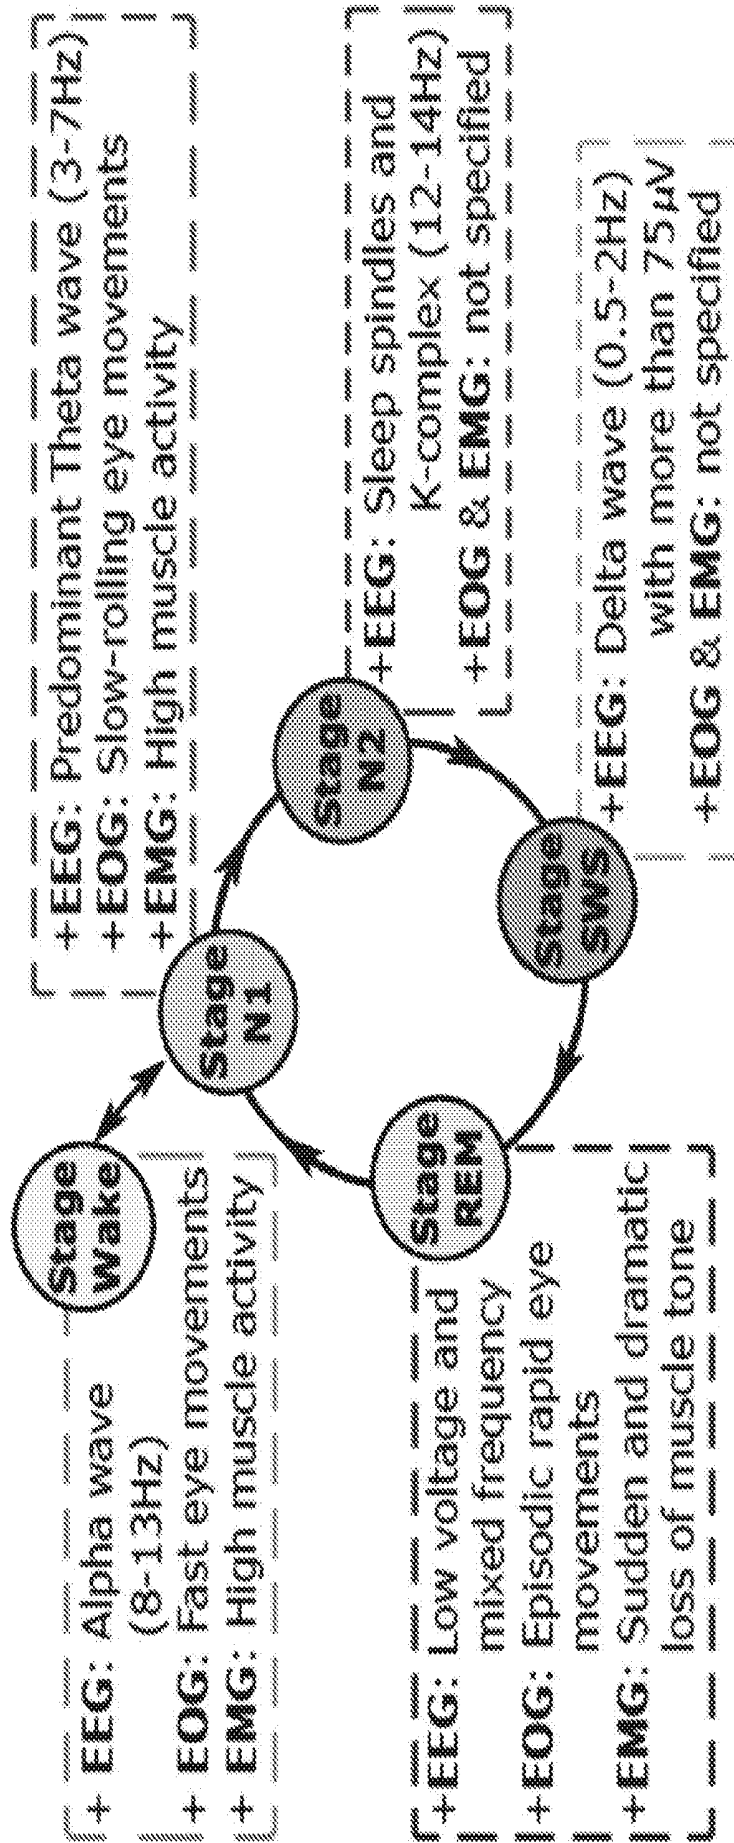 Stage
Wake
+ EEG: Alpha wave
(8-13Hz)
+ EOG: Fast eye movements
+ EMG: High muscle activity
Stage
N1
+EEG: Predominant Theta wave (3-7Hz)
+EOG: Slow-rolling eye movements
+EMG: High muscle activity
Stage
N2
+EEG: Sleep spindles and
K-complex (12-14Hz)
+EOG & EMG: not specified
Stage
SWS
+EEG: Delta wave (0.5-2Hz)
with more than 75µV
+EOG & EMG: not specified
Stage
REM
+EEG: Low voltage and
mixed frequency
+EOG: Episodic rapid eye
movements
+EMG: Sudden and dramatic
loss of muscle tone